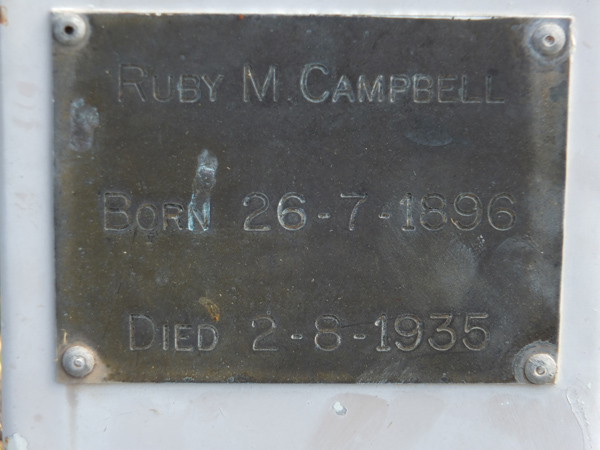 RUBY M CAMPBELL
BORN 26-7-1896
DIED 2-8-1935